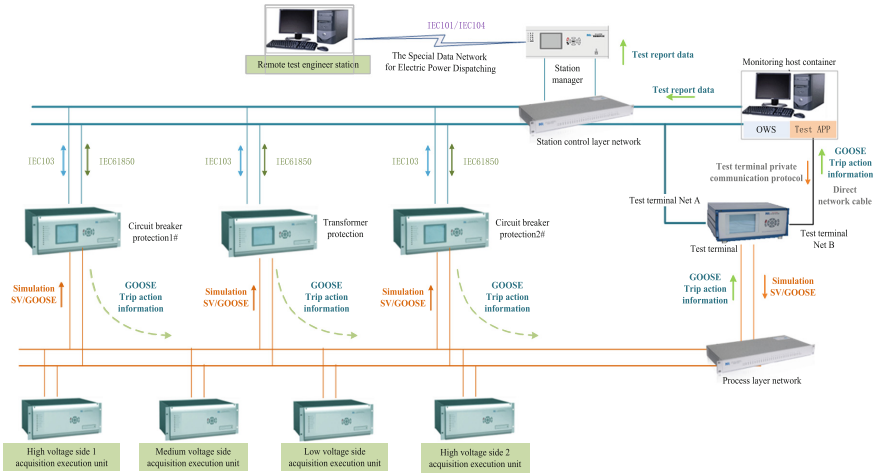 IEC101/IEC104
Remote test engineer station
The Special Data Network
for Electric Power Dispatching
Station
manager
Test report data
Monitoring host container
Test report data
OWS
Test APP
Station control layer network
IEC103
IEC61850
IEC103
IEC61850
IEC103
IEC61850
GOOSE
Trip action
information
Test terminal private
communication protocol
Direct
network cable
Test terminal Net A
Circuit breaker
protection1#
Transformer
protection
Circuit breaker
protection2#
Test terminal
Test terminal
Net B
Simulation
SV/GOOSE
GOOSE
Trip action
information
Simulation
SV/GOOSE
GOOSE
Trip action
information
Simulation
SV/GOOSE
GOOSE
Trip action
information
GOOSE
Trip action
information
Simulation
SV/GOOSE
Process layer network
High voltage side 1
acquisition execution unit
Medium voltage side
acquisition execution unit
Low voltage side
acquisition execution unit
High voltage side 2
acquisition execution unit